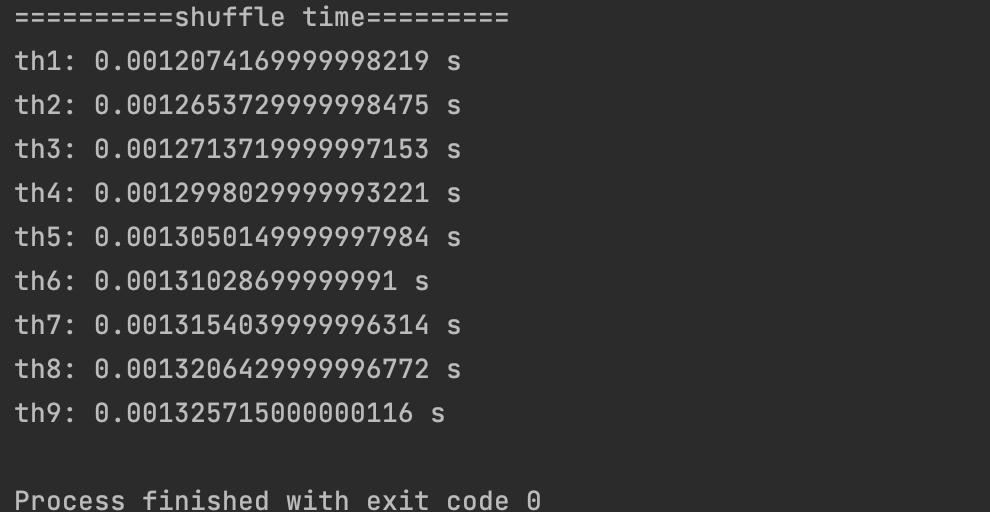 ==========shuffle time=========
th1: 0.0012074169999998219 s
th2: 0.0012653729999998475 s
th3: 0.0012713719999997153 s
th4: 0.0012998029999993221 s
th5: 0.0013050149999997984 s
th6: 0.00131028699999991 s
th7: 0.0013154039999996314 s
th8: 0.0013206429999996772 s
th9: 0.001325715000000116 s
Process finished with exit code 0